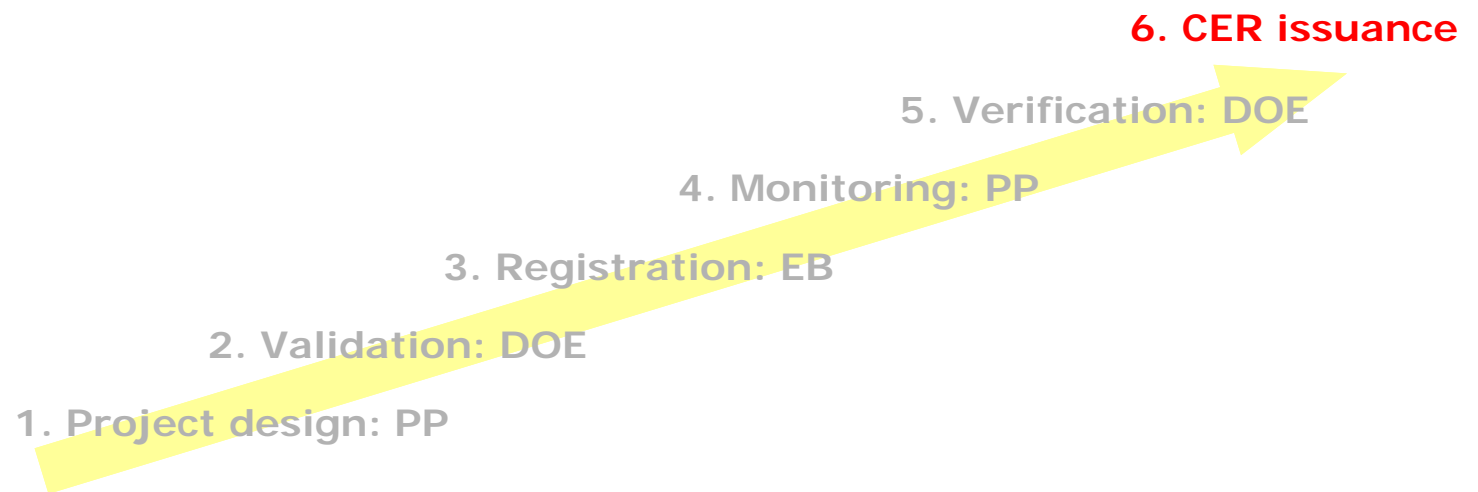 6. CER issuance
5. Verification: DOE
4. Monitoring: PP
3. Registration: EB
2. Validation: DOE
1. Project design: PP